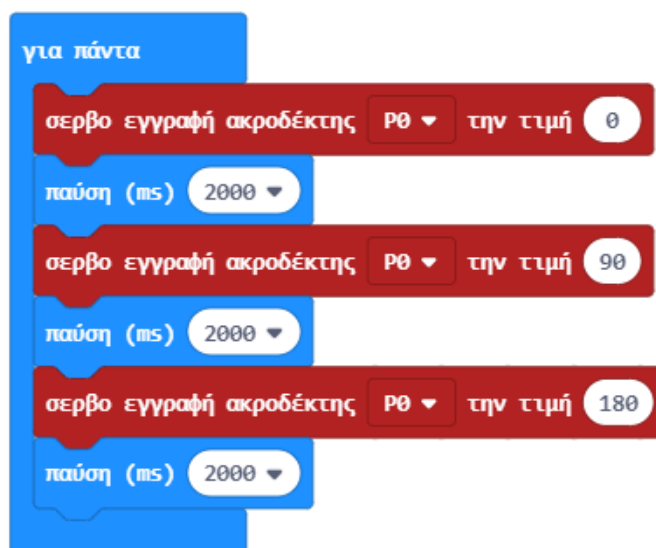 για πάντα
σερβο εγγραφή ακροδέκτης P0 την τιμή 0
παύση (ms) 2000
σερβο εγγραφή ακροδέκτης P0 την τιμή 90
παύση (ms) 2000
σερβο εγγραφή ακροδέκτης P0 την τιμή 180
παύση (ms) 2000